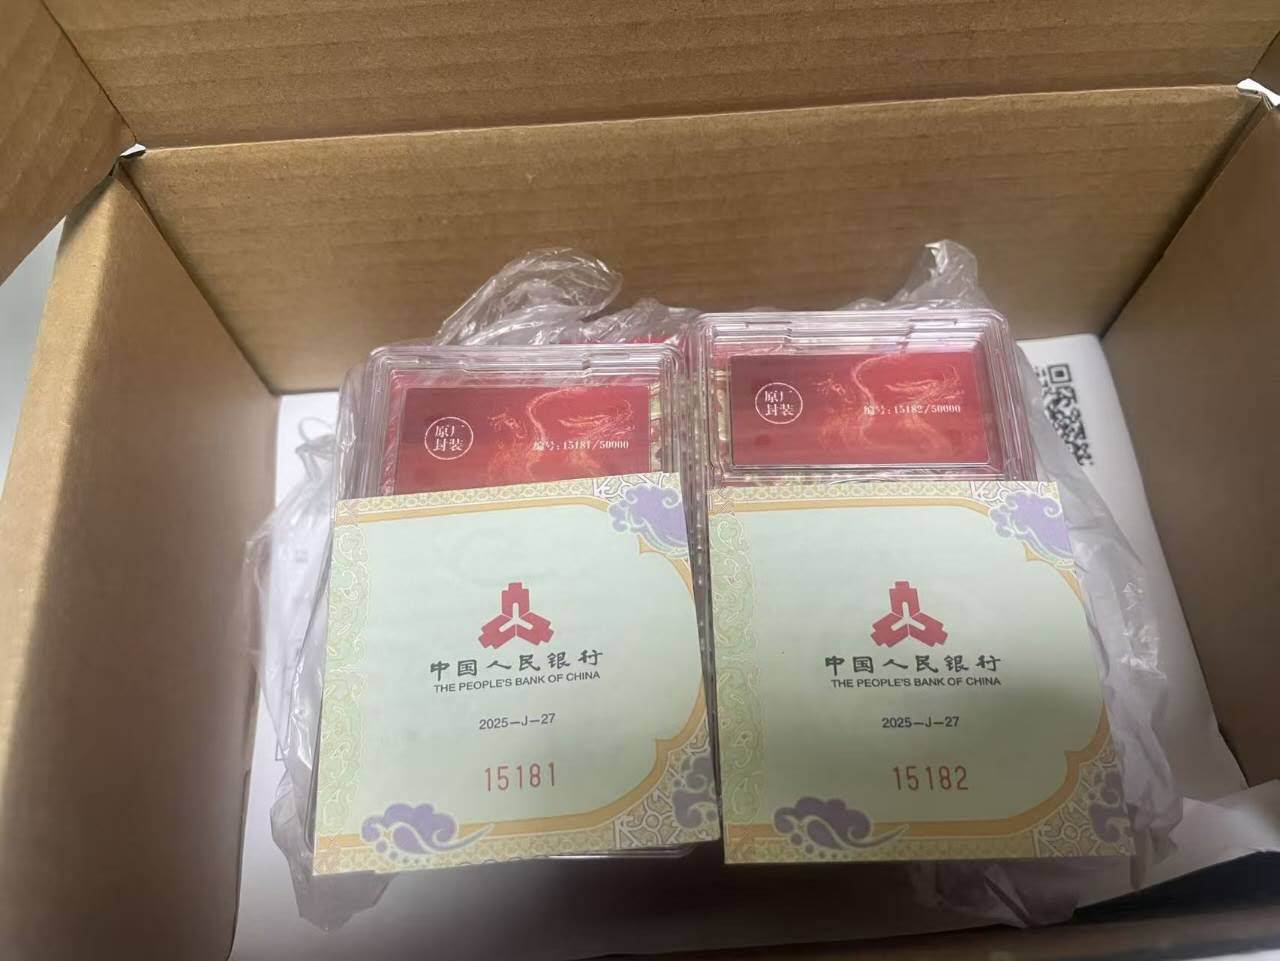 原厂
封装
编号:15181/50000
原厂
封装
编号:15182/50000
中国人民银行
THE PEOPLE'S BANK OF CHINA
2025-J-27
15181
中国人民银行
THE PEOPLE'S BANK OF CHINA
2025-J-27
15182